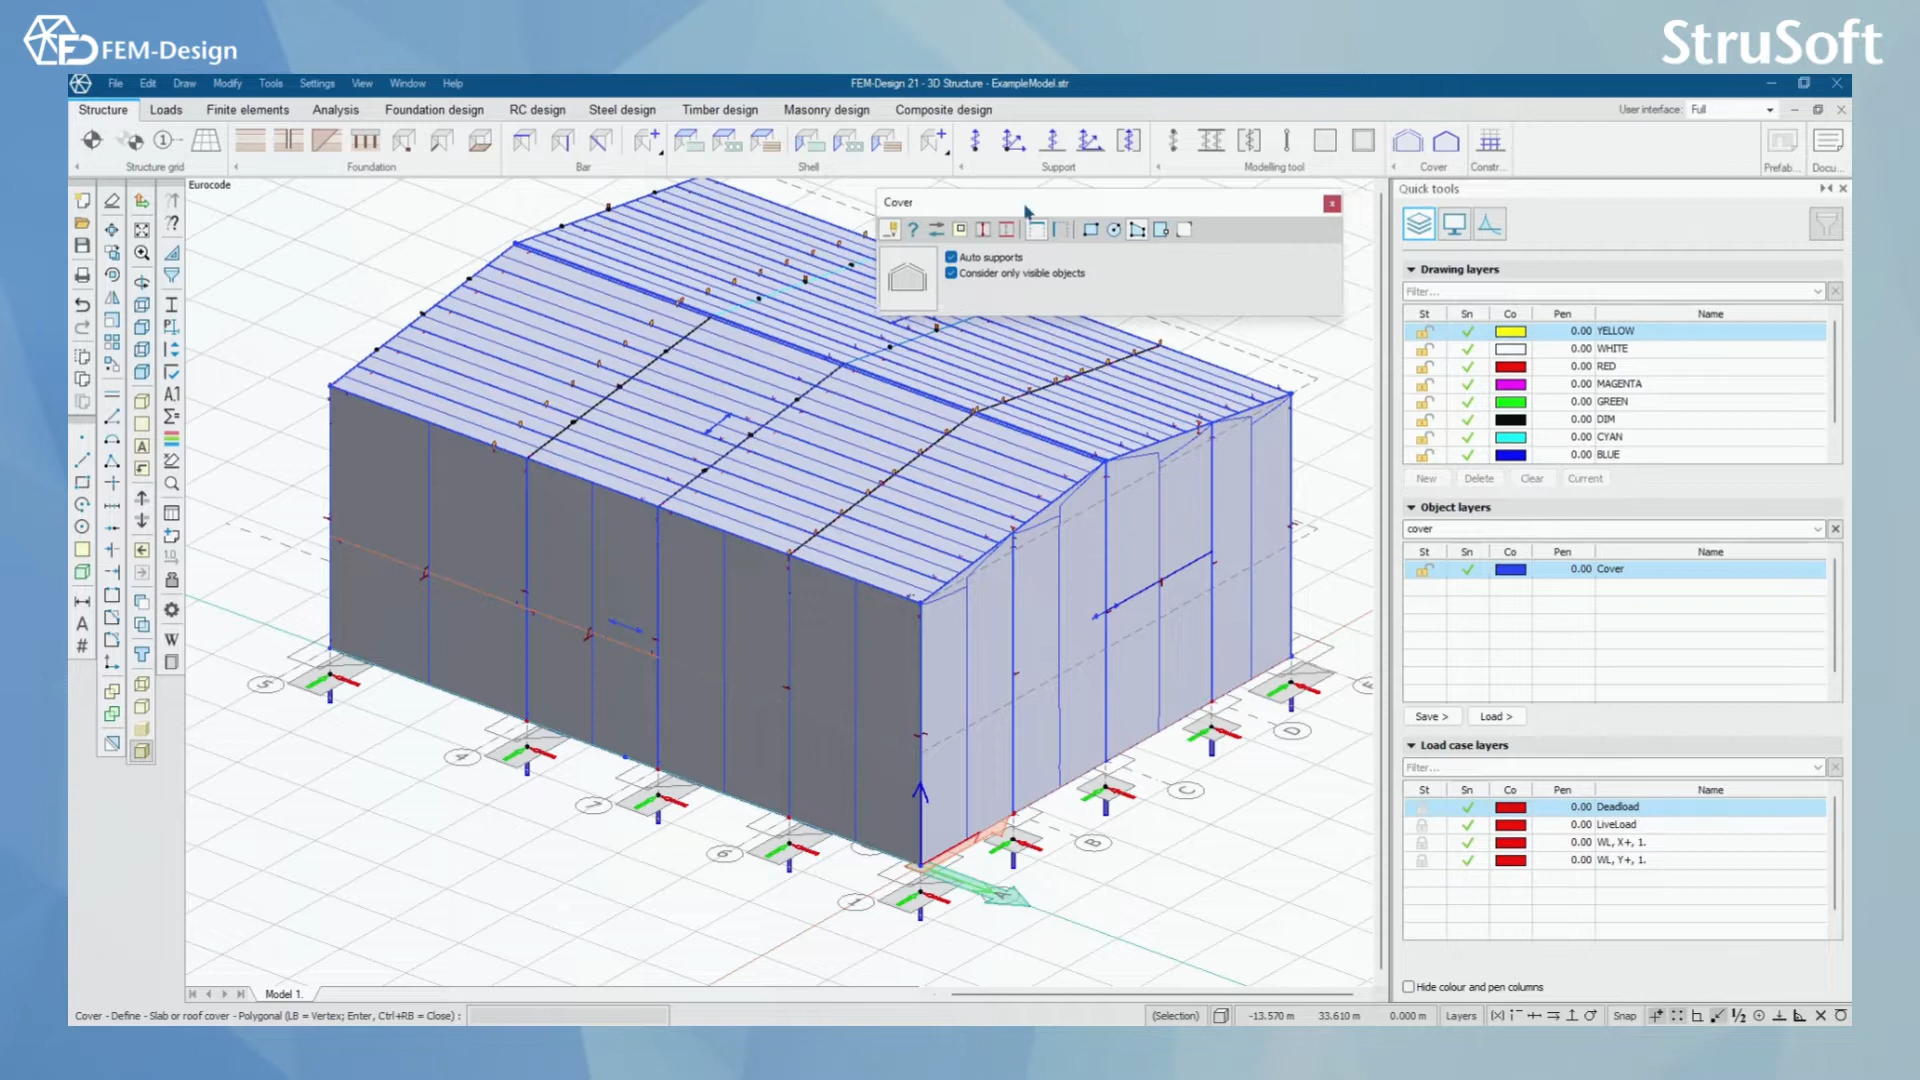 FEM-Design
StruSoft
File Edit Draw Modify Tools Settings View Window Help
FEM-Design 21 - 3D Structure - ExampleModel.str
Structure Loads Finite elements Analysis Foundation design RC design Steel design Timber design Masonry design Composite design
User interface: Full
Structure grid Foundation Bar Shell Support Modelling tool Cover Constr... Prefab... Docu...
Eurocode
Cover
Auto supports
Consider only visible objects
Quick tools
Drawing layers
Filter...
St Sn Co Pen Name
0.00 YELLOW
0.00 WHITE
0.00 RED
0.00 MAGENTA
0.00 GREEN
0.00 DIM
0.00 CYAN
0.00 BLUE
New Delete Clear Current
Object layers
cover
St Sn Co Pen Name
0.00 Cover
Save > Load >
Load case layers
Filter...
St Sn Co Pen Name
0.00 Deadload
0.00 LiveLoad
0.00 WL, X+, 1.
0.00 WL, Y+, 1.
Hide colour and pen columns
5
4
7
6
1
A
B
C
D
E
Model 1.
Cover - Define - Slab or roof cover - Polygonal (LB = Vertex; Enter, Ctrl+RB = Close) :
(Selection) -13.570 m 33.610 m 0.000 m Layers Snap